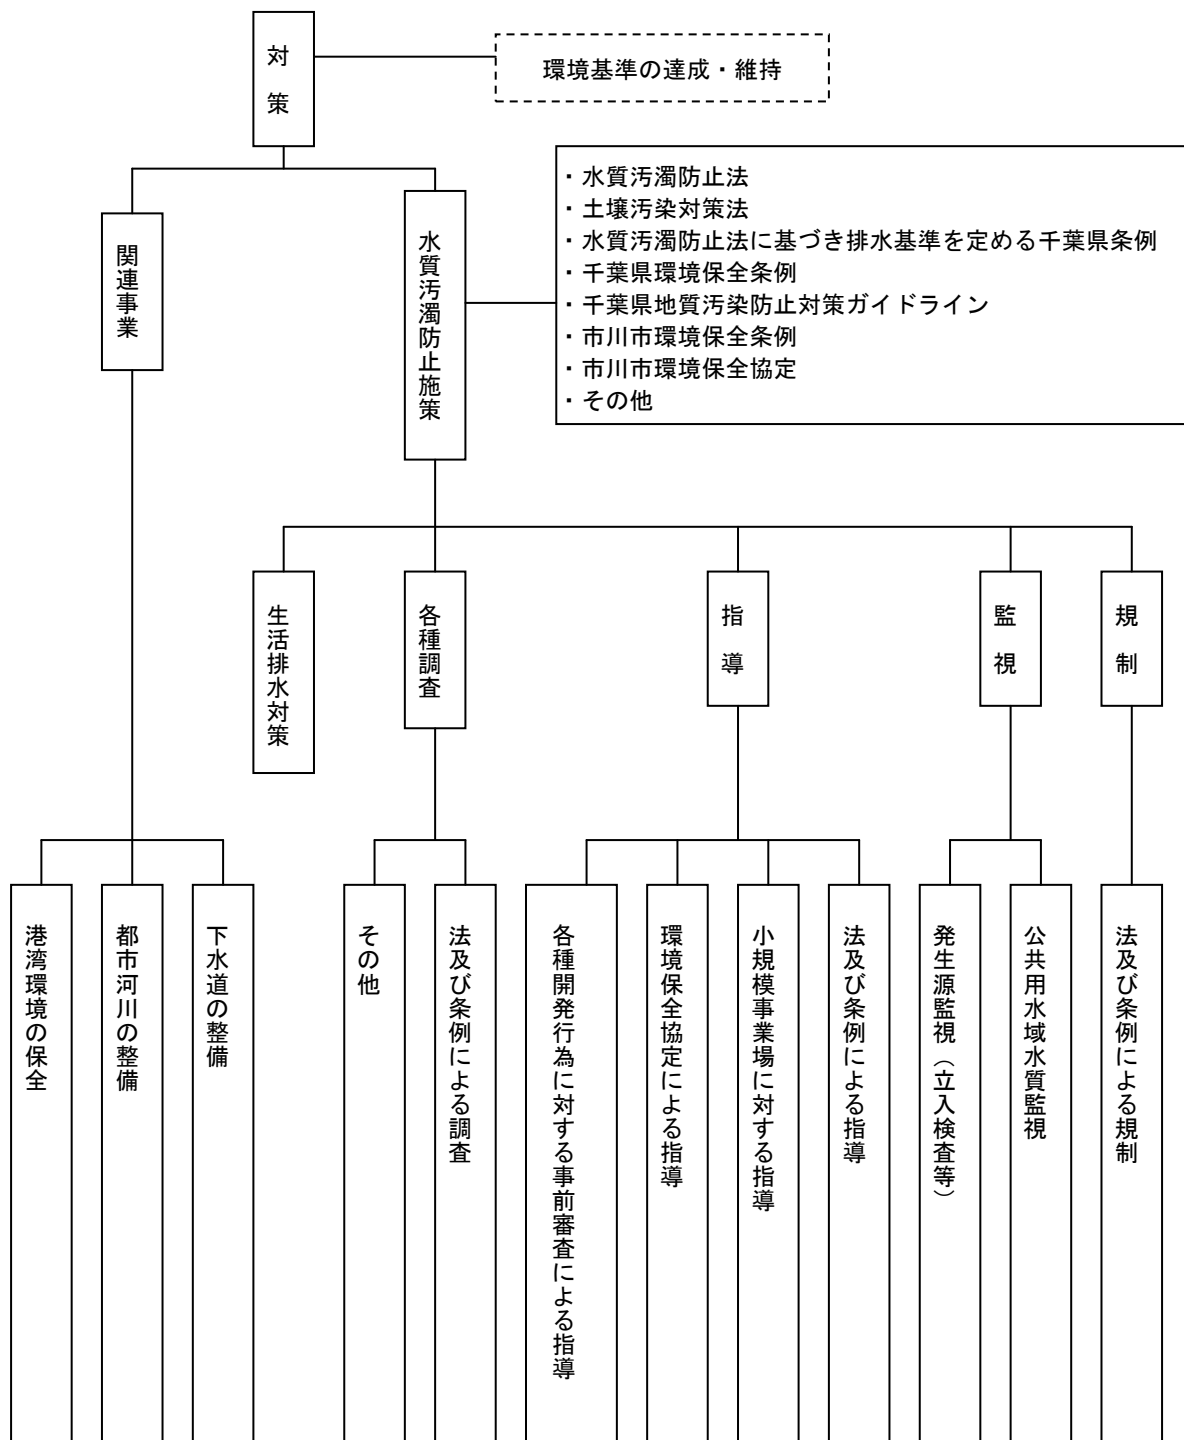 対策
環境基準の達成・維持
・水質汚濁防止法
・土壌汚染対策法
・水質汚濁防止法に基づき排水基準を定める千葉県条例
・千葉県環境保全条例
・千葉県地質汚染防止対策ガイドライン
・市川市環境保全条例
・市川市環境保全協定
・その他
水質汚濁防止施策
関連事業
規制
監視
指導
各種調査
生活排水対策
法及び条例による規制
公共用水域水質監視
発生源監視（立入検査等）
法及び条例による指導
小規模事業場に対する指導
環境保全協定による指導
各種開発行為に対する事前審査による指導
法及び条例による調査
その他
下水道の整備
都市河川の整備
港湾環境の保全